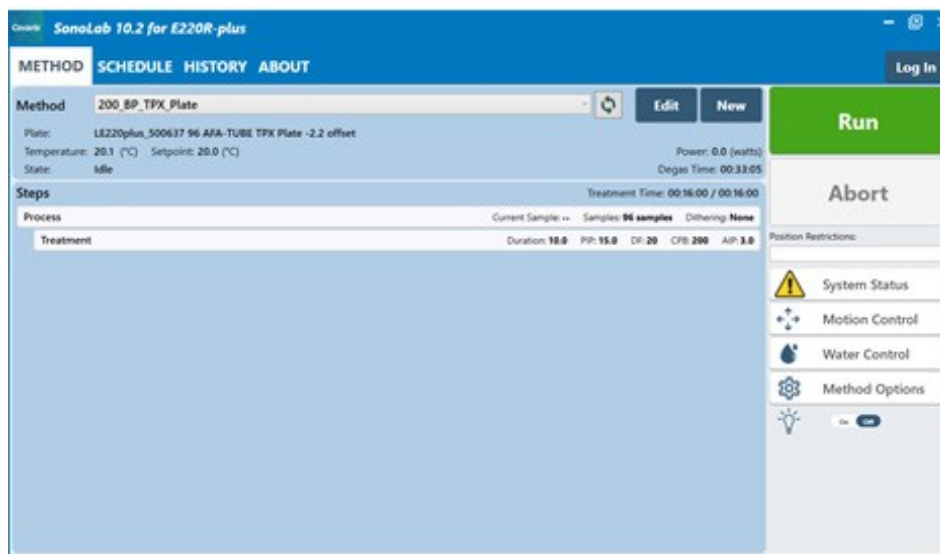 Covaris SonoLab 10.2 for E220R-plus
METHOD SCHEDULE HISTORY ABOUT
Log In
Method 200_BP_TPX_Plate Edit New
Plate: LE220plus_500637 96 AFA-TUBE TPX Plate -2.2 offset
Temperature: 20.1 (°C) Setpoint: 20.0 (°C) Power: 0.0 (watts)
State: Idle Degas Time: 00:33:05
Steps Treatment Time: 00:16:00 / 00:16:00
Process Current Sample: -- Samples: 96 samples Dithering: None
Treatment Duration: 10.0 PIP: 15.0 DF: 20 CPB: 200 AIP: 3.0
Run
Abort
Position Restrictions:
System Status
Motion Control
Water Control
Method Options
On Off